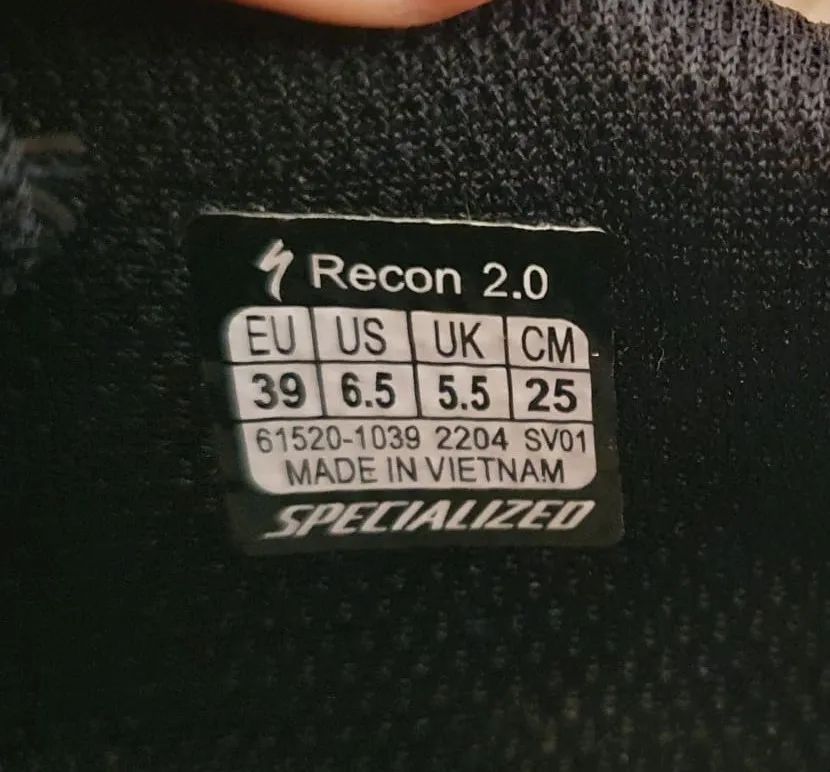 Recon 2.0
EU US UK CM
39 6.5 5.5 25
61520-1039 2204 SV01
MADE IN VIETNAM
SPECIALIZED